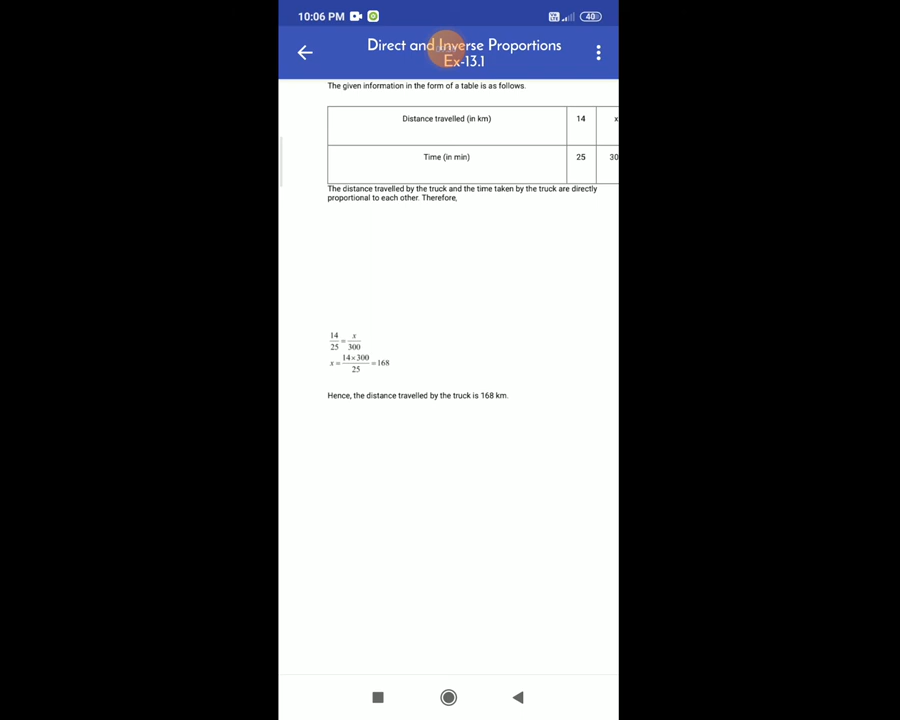 10:06 PM
40
Direct and Inverse Proportions
Ex-13.1
The given information in the form of a table is as follows.
Distance travelled (in km) 14 x
Time (in min) 25 30
The distance travelled by the truck and the time taken by the truck are directly
proportional to each other. Therefore,
14/25 = x/300
x = 14×300/25 = 168
Hence, the distance travelled by the truck is 168 km.